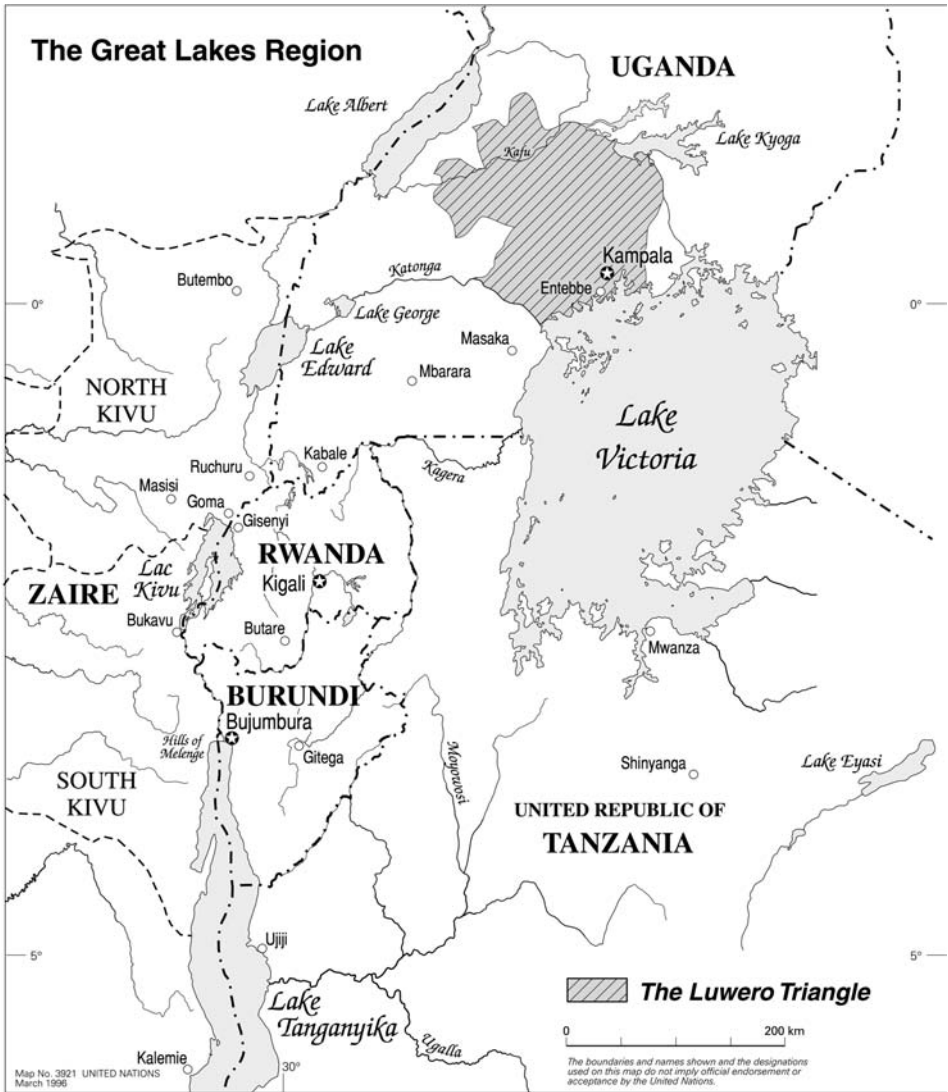 The Great Lakes Region
UGANDA
Lake Albert
Kafu
Lake Kyoga
Kampala
Katonga
Butembo
Entebbe
0°
0°
Lake George
Masaka
Lake
Edward
Mbarara
NORTH
KIVU
Lake
Victoria
Kabale
Ruchuru
Kagera
Masisi
Goma
Gisenyi
RWANDA
Lac
Kivu
ZAIRE
Kigali
Bukavu
Butare
Mwanza
BURUNDI
Bujumbura
Hills of
Melenge
Gitega
Moyowosi
Shinyanga
Lake Eyasi
SOUTH
KIVU
UNITED REPUBLIC OF
TANZANIA
Ujiji
5°
5°
The Luwero Triangle
Lake
Tanganyika
0
200 km
Ugalla
Kalemie
30°
The boundaries and names shown and the designations
used on this map do not imply official endorsement or
acceptance by the United Nations.
Map No. 3921 UNITED NATIONS
March 1996